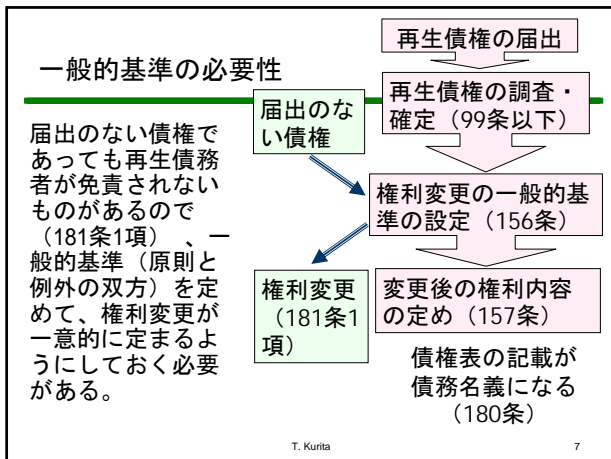 一般的基準の必要性
届出のない債権で
あっても再生債務
者が免責されない
ものがあるので
（181条1項） 、一
般的基準（原則と
例外の双方）を定
めて、権利変更が
一意的に定まるよ
うにしておく必要
がある。
再生債権の届出
再生債権の調査・
確定（99条以下）
届出のな
い債権
権利変更の一般的基
準の設定（156条）
権利変更
（181条1
項）
変更後の権利内容
の定め（157条）
債権表の記載が
債務名義になる
（180条）
T. Kurita
7